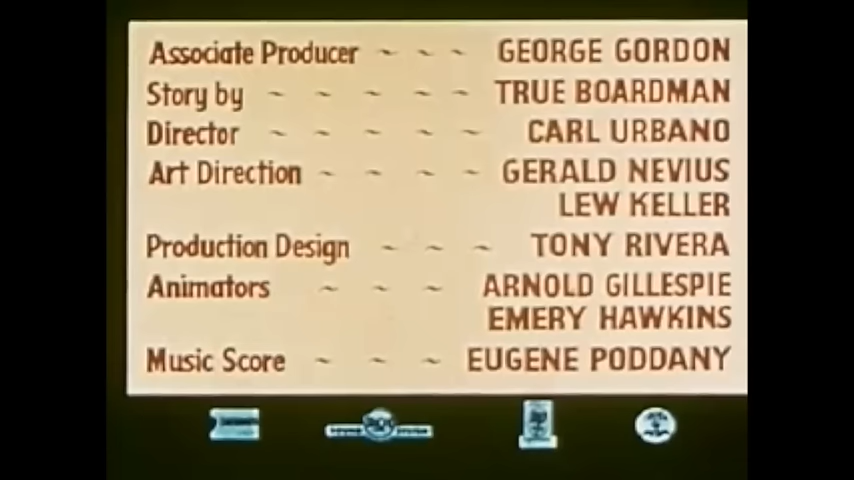 Associate Producer ~ ~ ~ GEORGE GORDON
Story by ~ ~ ~ ~ ~ TRUE BOARDMAN
Director ~ ~ ~ ~ ~ CARL URBANO
Art Direction ~ ~ ~ ~ GERALD NEVIUS
LEW KELLER
Production Design ~ ~ ~ TONY RIVERA
Animators ~ ~ ~ ARNOLD GILLESPIE
EMERY HAWKINS
Music Score ~ ~ ~ EUGENE PODDANY